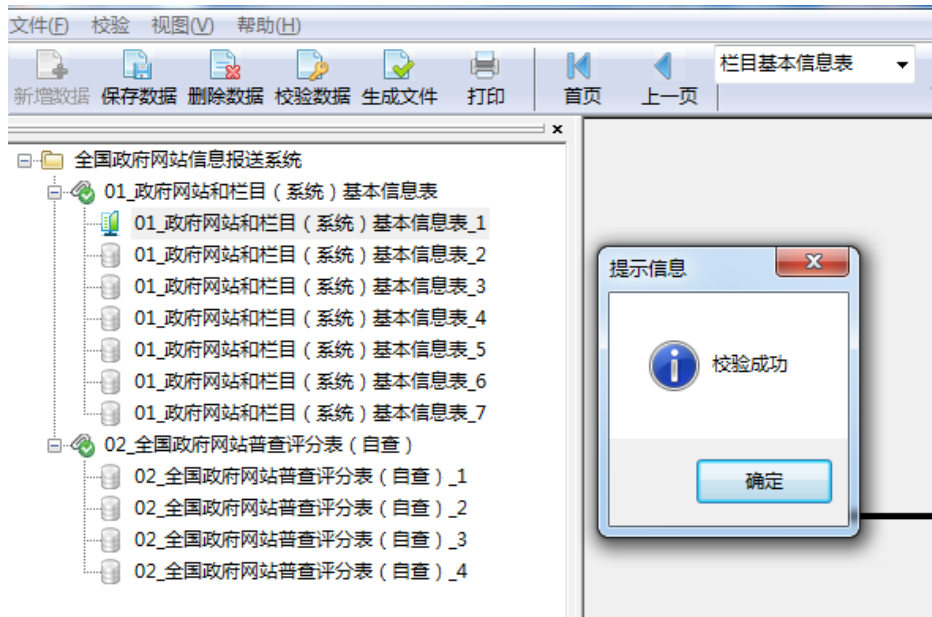 文件(F) 校验 视图(V) 帮助(H)
新增数据 保存数据 删除数据 校验数据 生成文件 打印 首页 上一页 栏目基本信息表
全国政府网站信息报送系统
01_政府网站和栏目（系统）基本信息表
01_政府网站和栏目（系统）基本信息表_1
01_政府网站和栏目（系统）基本信息表_2
01_政府网站和栏目（系统）基本信息表_3
01_政府网站和栏目（系统）基本信息表_4
01_政府网站和栏目（系统）基本信息表_5
01_政府网站和栏目（系统）基本信息表_6
01_政府网站和栏目（系统）基本信息表_7
02_全国政府网站普查评分表（自查）
02_全国政府网站普查评分表（自查）_1
02_全国政府网站普查评分表（自查）_2
02_全国政府网站普查评分表（自查）_3
02_全国政府网站普查评分表（自查）_4
提示信息
校验成功
确定